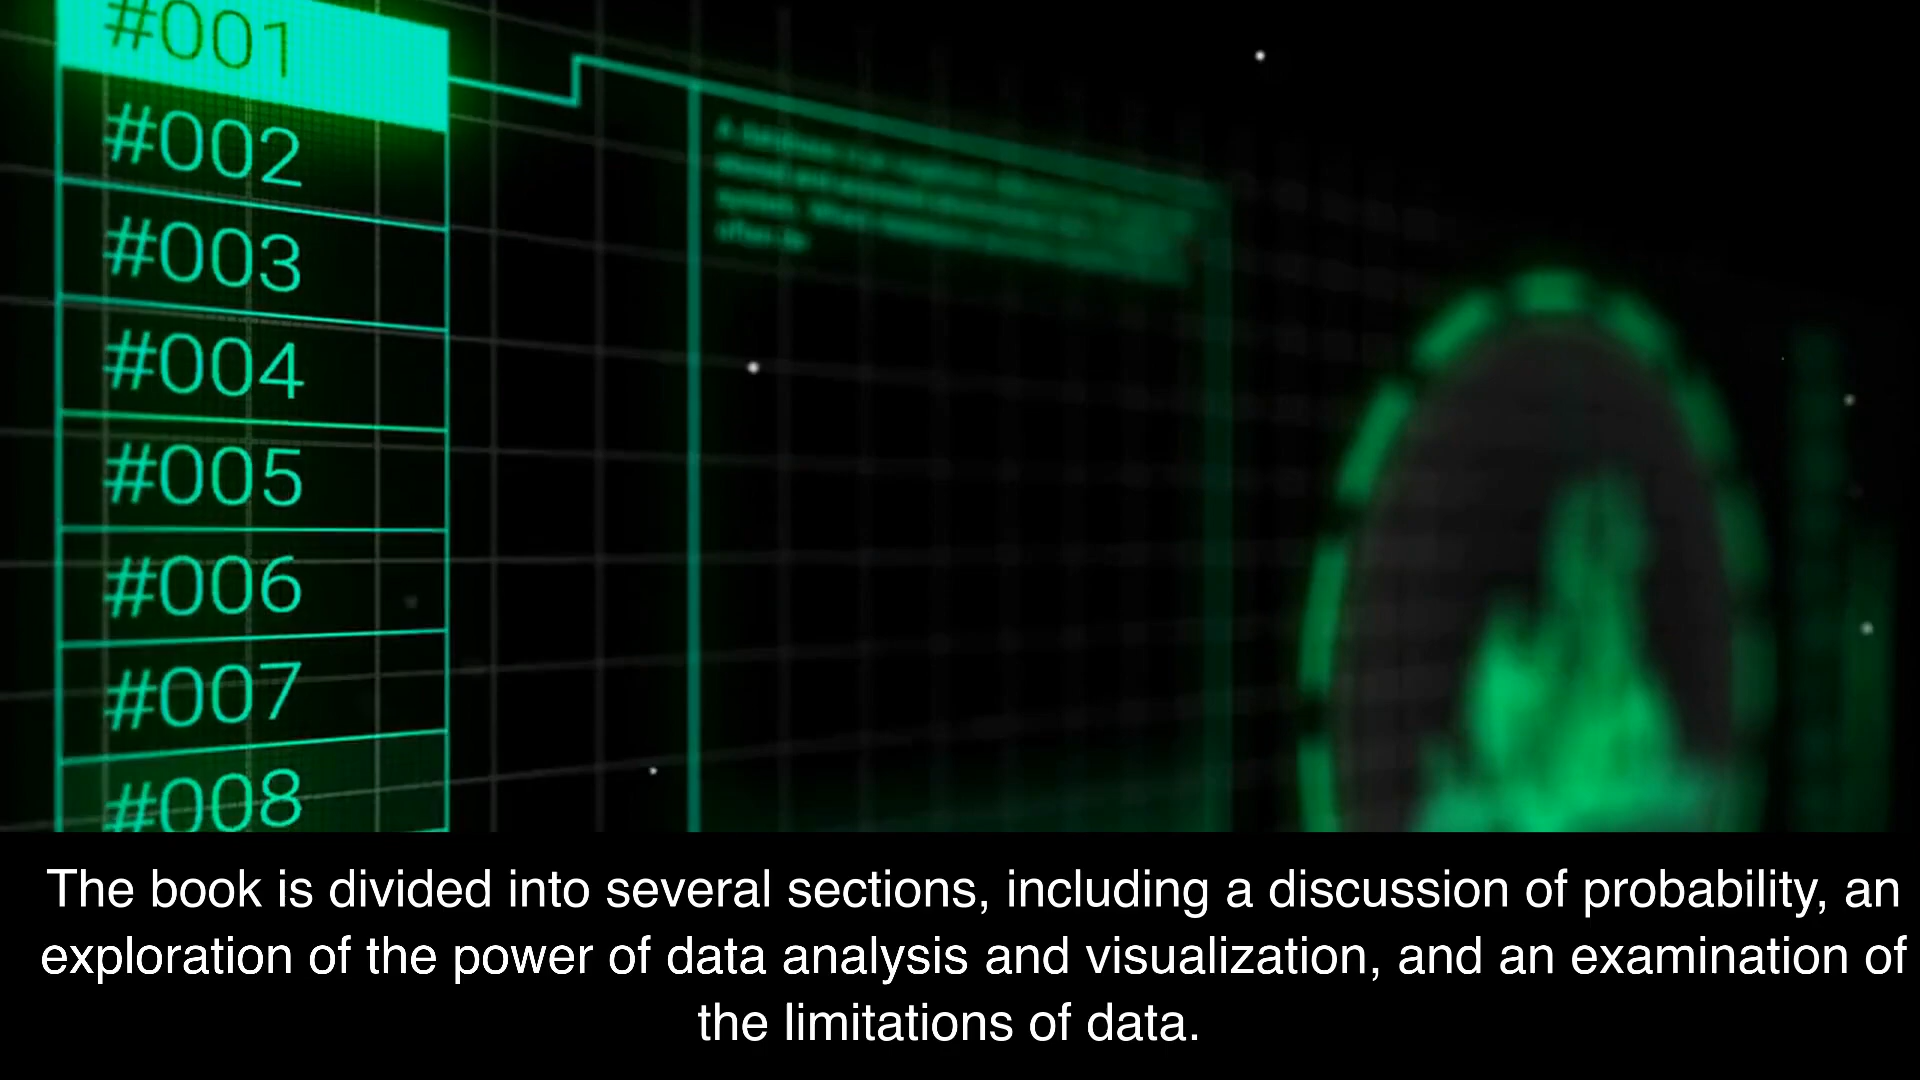 #001
#002
#003
#004
#005
#006
#007
#008
The book is divided into several sections, including a discussion of probability, an
exploration of the power of data analysis and visualization, and an examination of
the limitations of data.